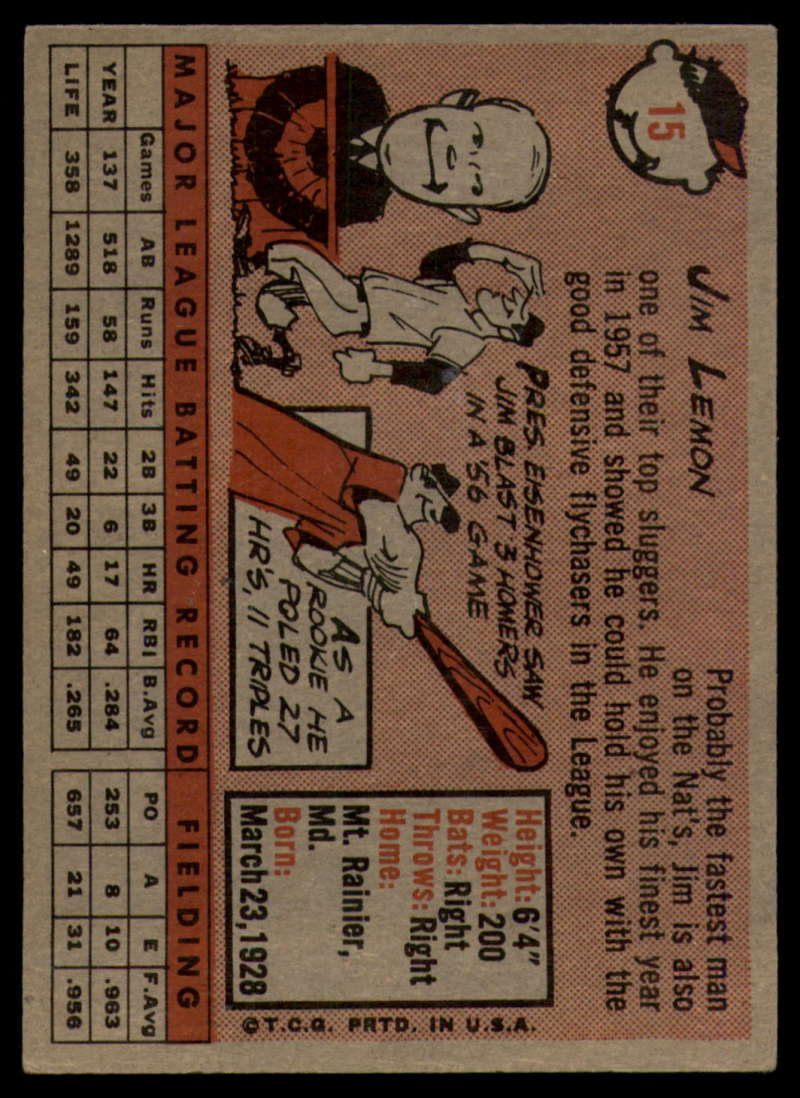 15
JIM LEMON
Probably the fastest man
on the Nat's, Jim is also
one of their top sluggers. He enjoyed his finest year
in 1957 and showed he could hold his own with the
good defensive flychasers in the League.
PRES. EISENHOWER SAW
JIM BLAST 3 HOMERS
IN A '56 GAME
AS A
ROOKIE HE
POLED 27
HR'S, 11 TRIPLES
Height: 6'4"
Weight: 200
Bats: Right
Throws: Right
Home:
Mt. Rainier,
Md.
Born:
March 23, 1928
©T.C.G. PRTD. IN U.S.A.
MAJOR LEAGUE BATTING RECORD FIELDING
Games AB Runs Hits 2B 3B HR RBI B.Avg PO A E F.Avg
YEAR 137 518 58 147 22 6 17 64 .284 253 8 10 .963
LIFE 358 1289 159 342 49 20 49 182 .265 657 21 31 .956